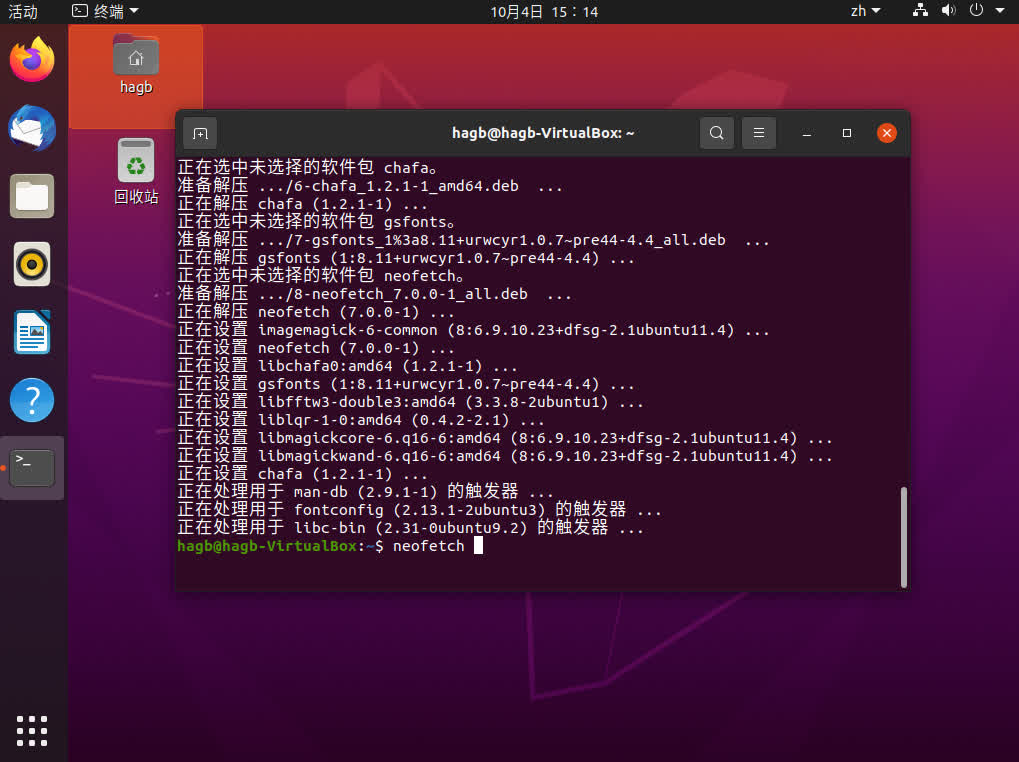 活动 终端 10月4日 15：14 zh
hagb
回收站
hagb@hagb-VirtualBox: ~
正在选中未选择的软件包 chafa。
准备解压 .../6-chafa_1.2.1-1_amd64.deb  ...
正在解压 chafa (1.2.1-1) ...
正在选中未选择的软件包 gsfonts。
准备解压 .../7-gsfonts_1%3a8.11+urwcyr1.0.7~pre44-4.4_all.deb  ...
正在解压 gsfonts (1:8.11+urwcyr1.0.7~pre44-4.4) ...
正在选中未选择的软件包 neofetch。
准备解压 .../8-neofetch_7.0.0-1_all.deb  ...
正在解压 neofetch (7.0.0-1) ...
正在设置 imagemagick-6-common (8:6.9.10.23+dfsg-2.1ubuntu11.4) ...
正在设置 neofetch (7.0.0-1) ...
正在设置 libchafa0:amd64 (1.2.1-1) ...
正在设置 gsfonts (1:8.11+urwcyr1.0.7~pre44-4.4) ...
正在设置 libfftw3-double3:amd64 (3.3.8-2ubuntu1) ...
正在设置 liblqr-1-0:amd64 (0.4.2-2.1) ...
正在设置 libmagickcore-6.q16-6:amd64 (8:6.9.10.23+dfsg-2.1ubuntu11.4) ...
正在设置 libmagickwand-6.q16-6:amd64 (8:6.9.10.23+dfsg-2.1ubuntu11.4) ...
正在设置 chafa (1.2.1-1) ...
正在处理用于 man-db (2.9.1-1) 的触发器 ...
正在处理用于 fontconfig (2.13.1-2ubuntu3) 的触发器 ...
正在处理用于 libc-bin (2.31-0ubuntu9.2) 的触发器 ...
hagb@hagb-VirtualBox:~$ neofetch